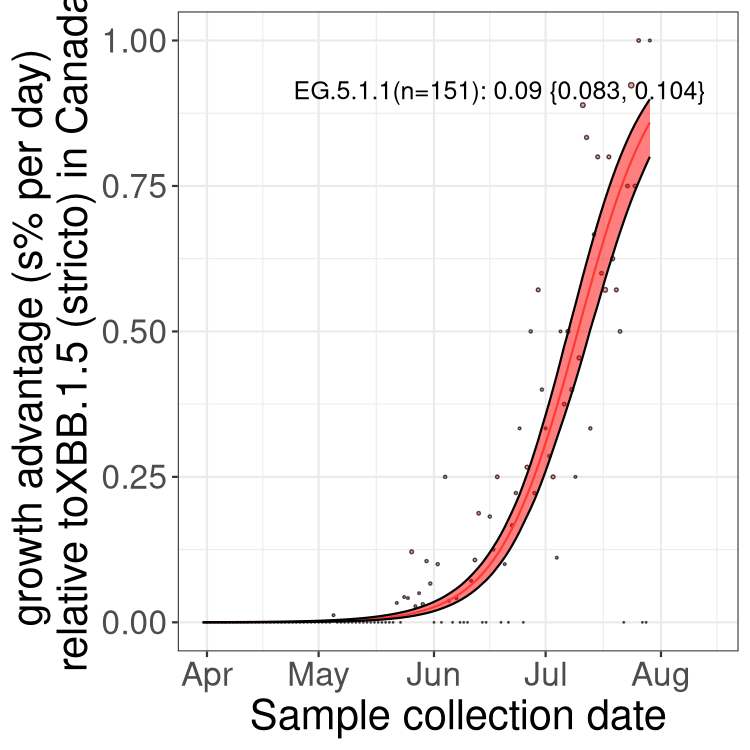 growth advantage (s% per day)
relative toXBB.1.5 (stricto) in Canada
1.00
0.75
0.50
0.25
0.00
EG.5.1.1(n=151): 0.09 {0.083, 0.104}
Apr May Jun Jul Aug
Sample collection date